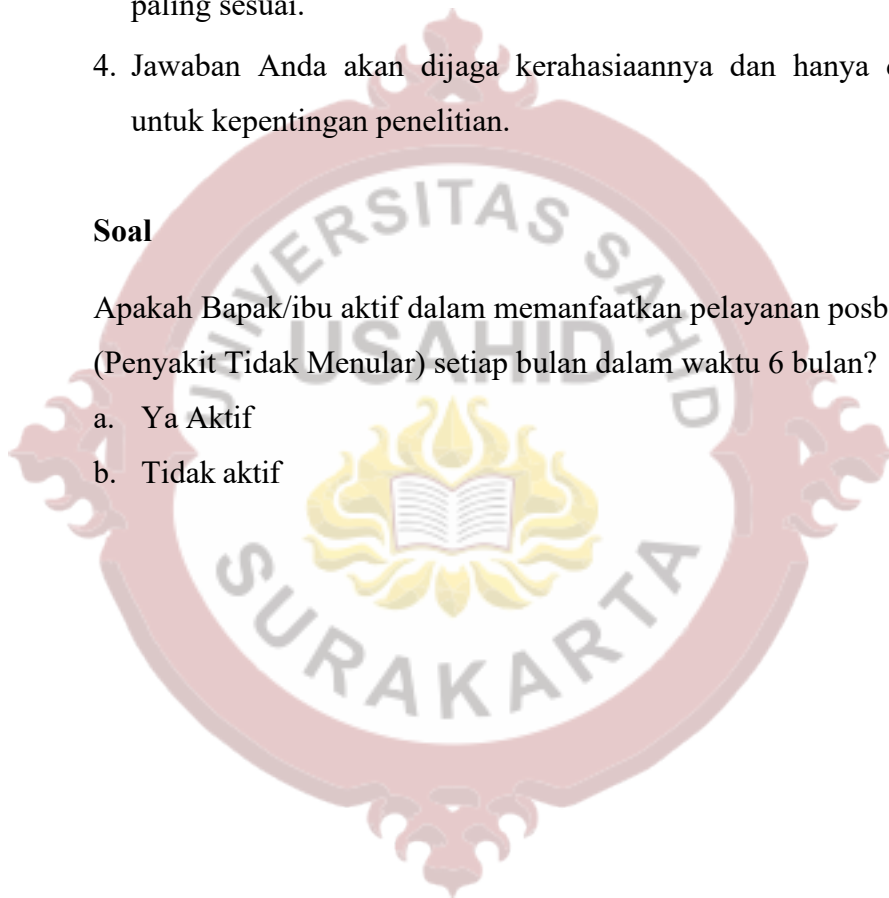 paling sesuai.
4. Jawaban Anda akan dijaga kerahasiaannya dan hanya
untuk kepentingan penelitian.
Soal
Apakah Bapak/ibu aktif dalam memanfaatkan pelayanan posb
(Penyakit Tidak Menular) setiap bulan dalam waktu 6 bulan?
a. Ya Aktif
b. Tidak aktif
UNIVERSITAS SAHID
USAHID
SURAKARTA